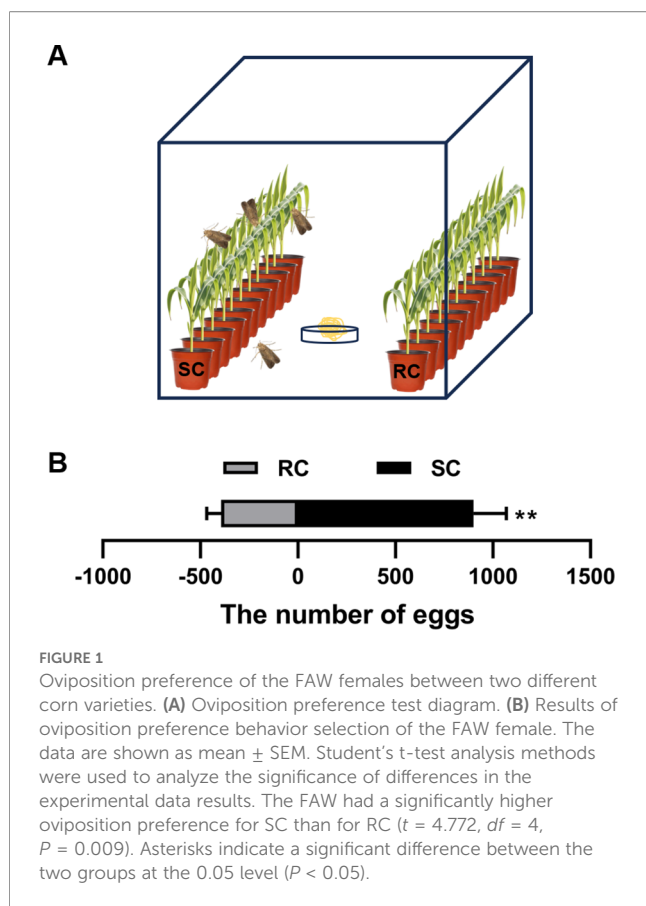 A
SC
RC
B
RC SC
**
-1000 -500 0 500 1000 1500
The number of eggs
FIGURE 1
Oviposition preference of the FAW females between two different
corn varieties. (A) Oviposition preference test diagram. (B) Results of
oviposition preference behavior selection of the FAW female. The
data are shown as mean ± SEM. Student's t-test analysis methods
were used to analyze the significance of differences in the
experimental data results. The FAW had a significantly higher
oviposition preference for SC than for RC (t = 4.772, df = 4,
P = 0.009). Asterisks indicate a significant difference between the
two groups at the 0.05 level (P < 0.05).